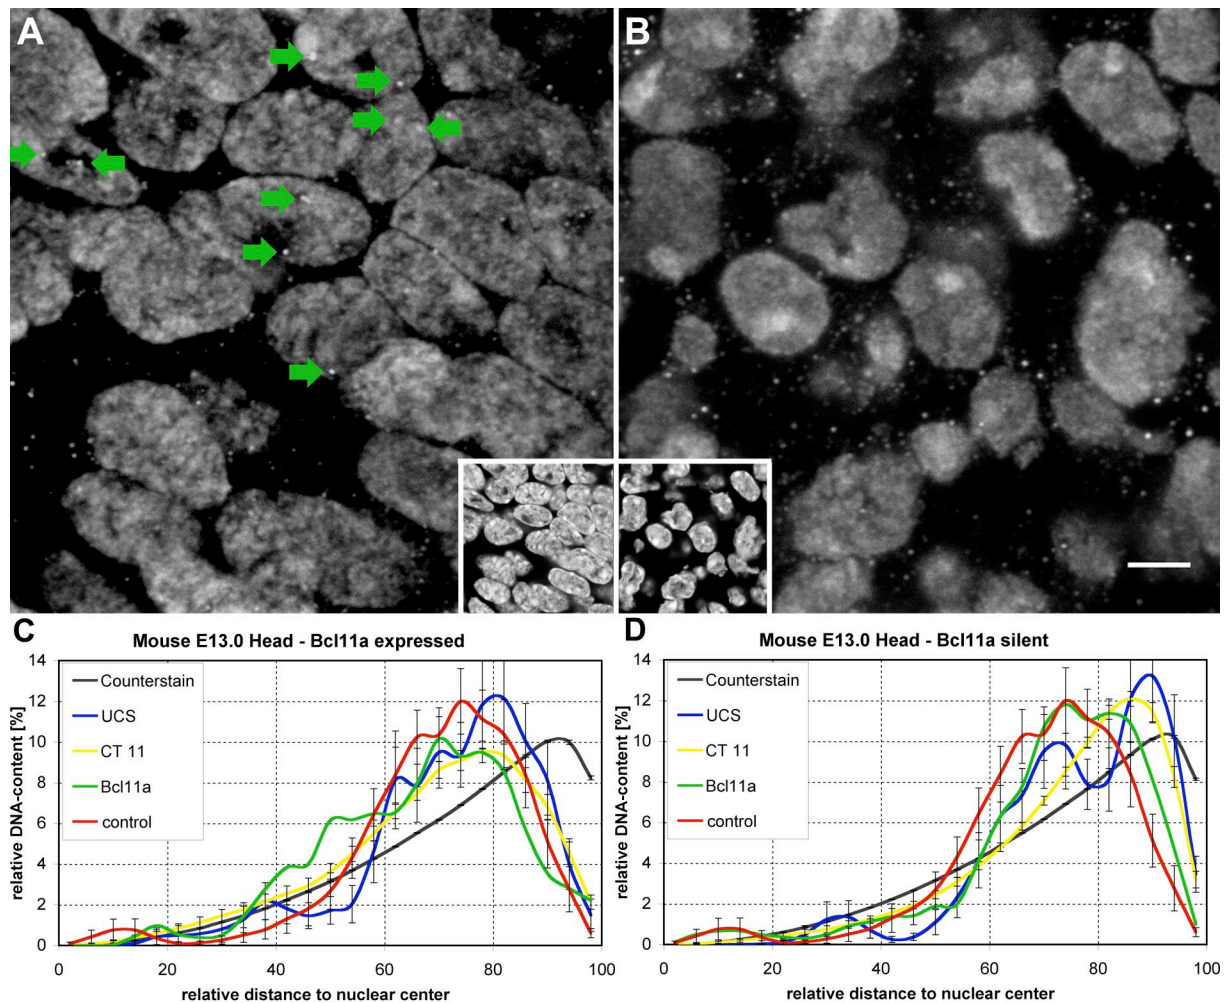 A
B
C
Mouse E13.0 Head - Bcl11a expressed
relative DNA-content [%]
14
12
10
8
6
4
2
0
Counterstain
UCS
CT 11
Bcl11a
control
0 20 40 60 80 100
relative distance to nuclear center
D
Mouse E13.0 Head - Bcl11a silent
relative DNA-content [%]
14
12
10
8
6
4
2
0
Counterstain
UCS
CT 11
Bcl11a
control
0 20 40 60 80 100
relative distance to nuclear center